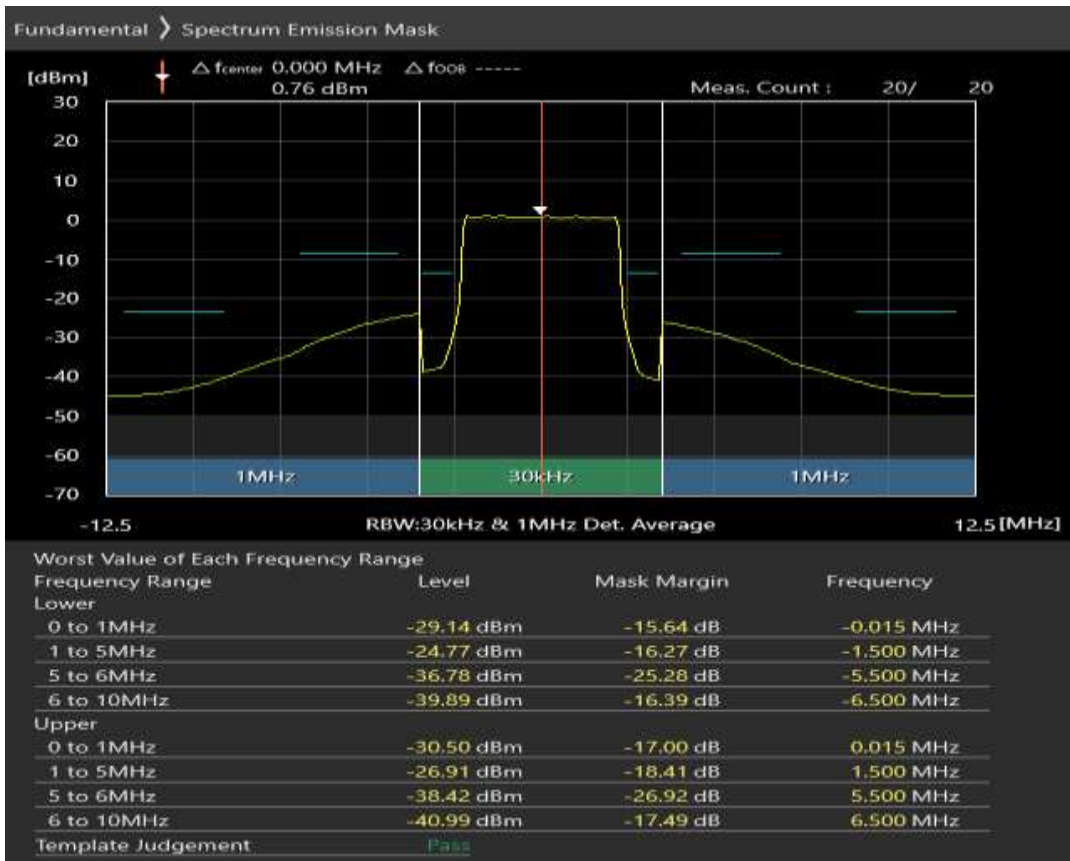 Fundamental 〉 Spectrum Emission Mask
△ fcenter 0.000 MHz △ fOOB -----
[dBm] 0.76 dBm Meas. Count : 20/ 20
30
20
10
0
-10
-20
-30
-40
-50
-60
-70
1MHz 30kHz 1MHz
-12.5 RBW:30kHz & 1MHz Det. Average 12.5 [MHz]
Worst Value of Each Frequency Range
Frequency Range Level Mask Margin Frequency
Lower
0 to 1MHz -29.14 dBm -15.64 dB -0.015 MHz
1 to 5MHz -24.77 dBm -16.27 dB -1.500 MHz
5 to 6MHz -36.78 dBm -25.28 dB -5.500 MHz
6 to 10MHz -39.89 dBm -16.39 dB -6.500 MHz
Upper
0 to 1MHz -30.50 dBm -17.00 dB 0.015 MHz
1 to 5MHz -26.91 dBm -18.41 dB 1.500 MHz
5 to 6MHz -38.42 dBm -26.92 dB 5.500 MHz
6 to 10MHz -40.99 dBm -17.49 dB 6.500 MHz
Template Judgement Pass